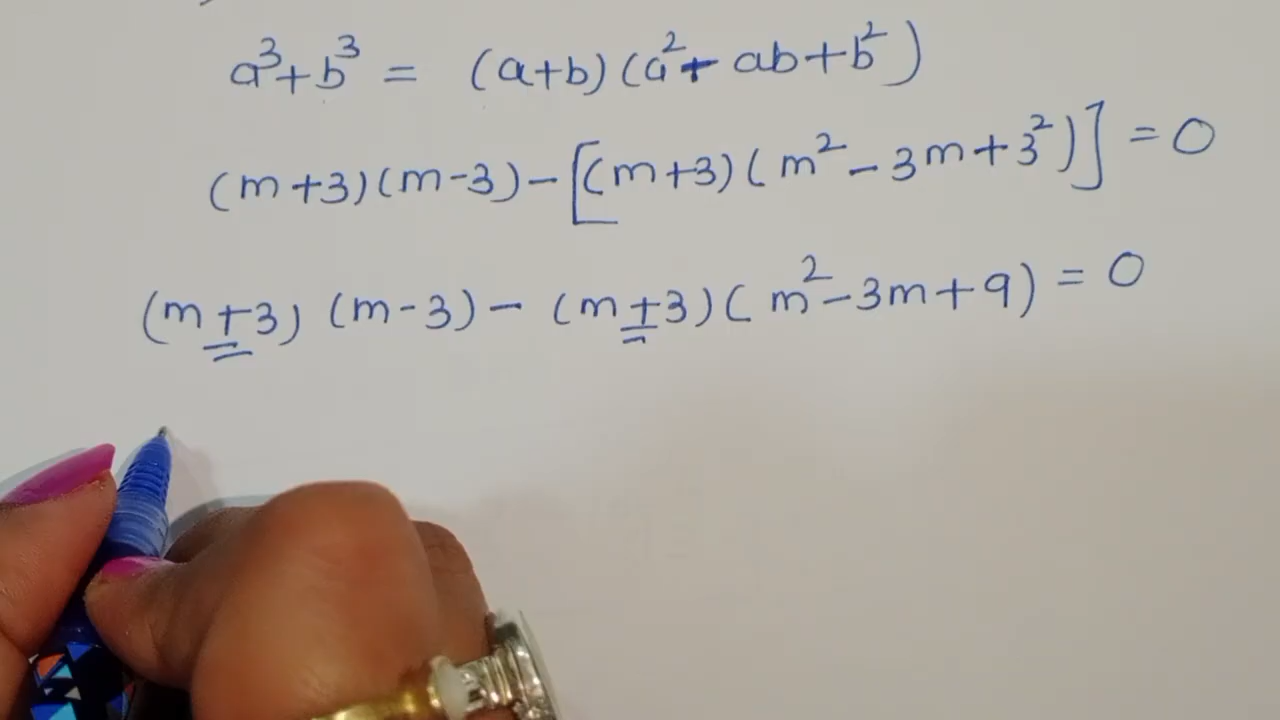 a³+b³ = (a+b)(a²- ab+b²)
(m+3)(m-3)-[(m+3)(m²-3m+3²)] = 0
(m+3)(m-3)-(m+3)(m²-3m+9) = 0